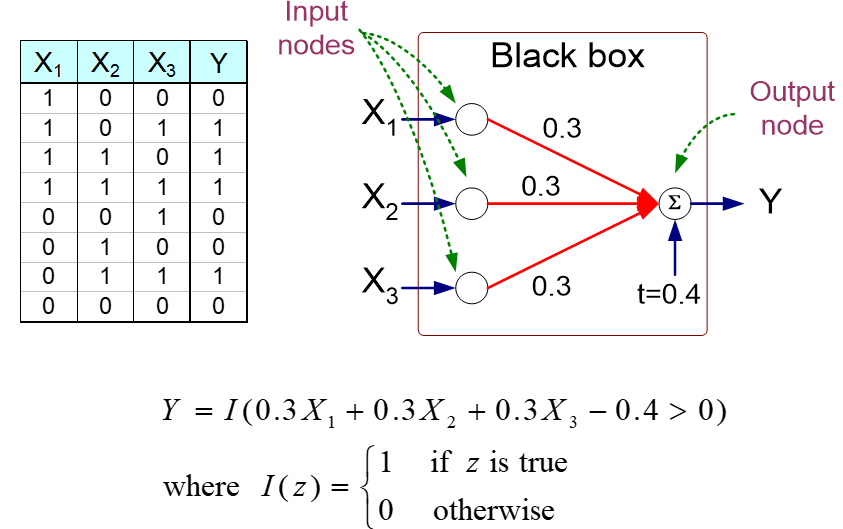 X₁ X₂ X₃ Y
1 0 0 0
1 0 1 1
1 1 0 1
1 1 1 1
0 0 1 0
0 1 0 0
0 1 1 1
0 0 0 0
Input
nodes
Black box
X₁
0.3
X₂
0.3
X₃
0.3
Σ
t=0.4
Output
node
Y
Y = I(0.3X₁ + 0.3X₂ + 0.3X₃ − 0.4 > 0)
where I(z) = { 1 if z is true
0 otherwise